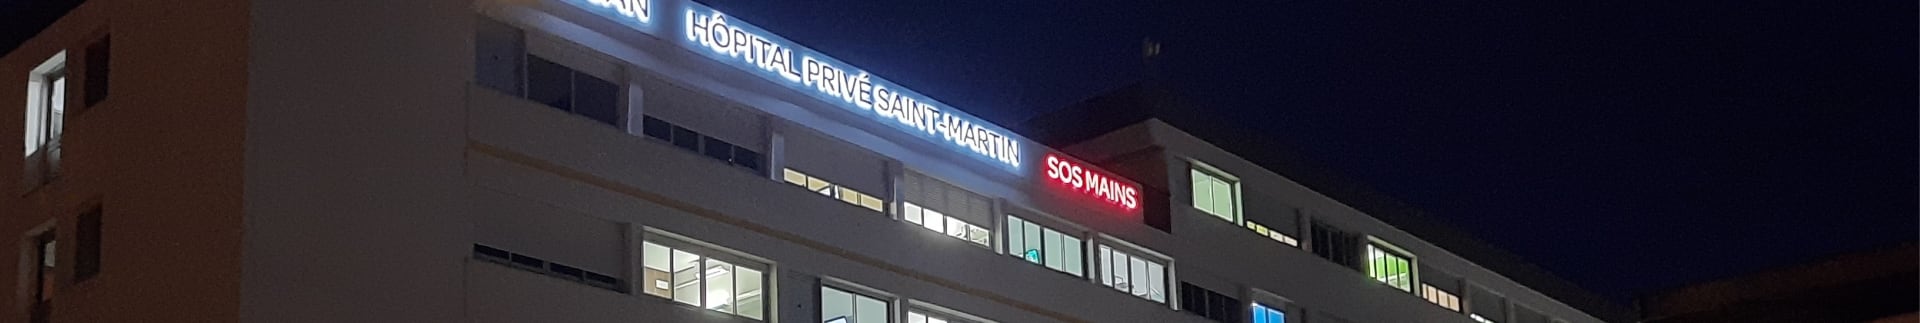 HÔPITAL PRIVÉ SAINT-MARTIN
SOS MAINS